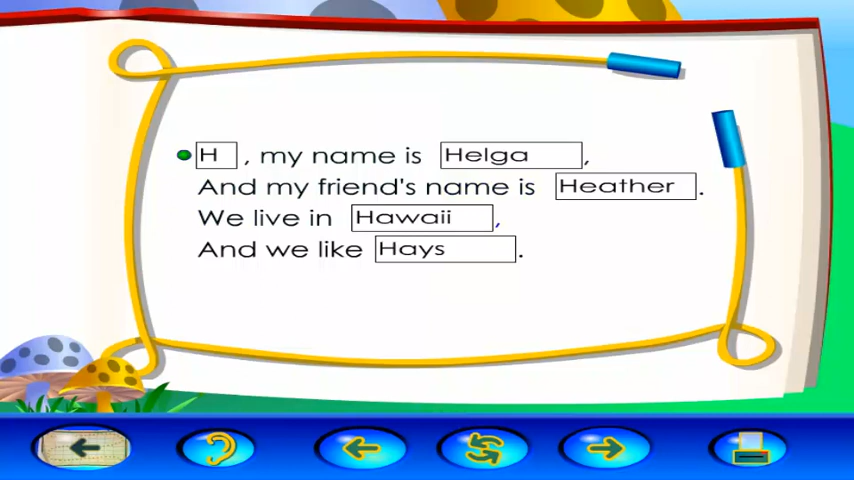 H , my name is Helga ,
And my friend's name is Heather .
We live in Hawaii ,
And we like Hays .